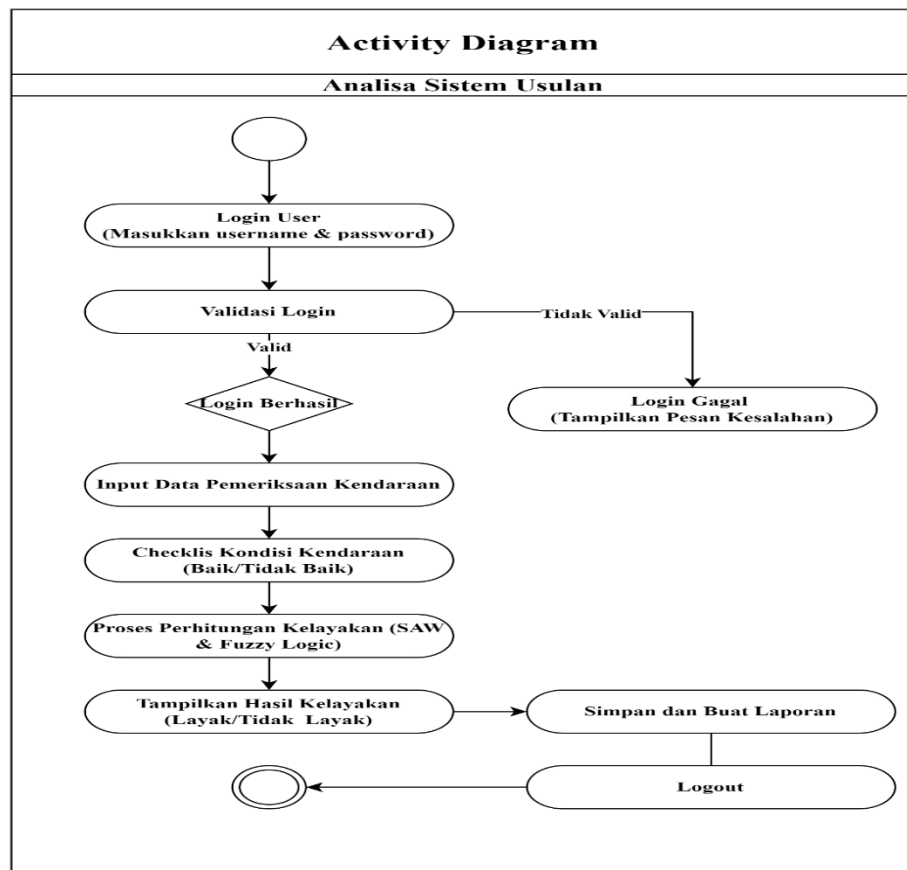 Activity Diagram
Analisa Sistem Usulan
Login User
(Masukkan username & password)
Validasi Login
Tidak Valid
Valid
Login Berhasil
Login Gagal
(Tampilkan Pesan Kesalahan)
Input Data Pemeriksaan Kendaraan
Checklis Kondisi Kendaraan
(Baik/Tidak Baik)
Proses Perhitungan Kelayakan (SAW
& Fuzzy Logic)
Tampilkan Hasil Kelayakan
(Layak/Tidak Layak)
Simpan dan Buat Laporan
Logout